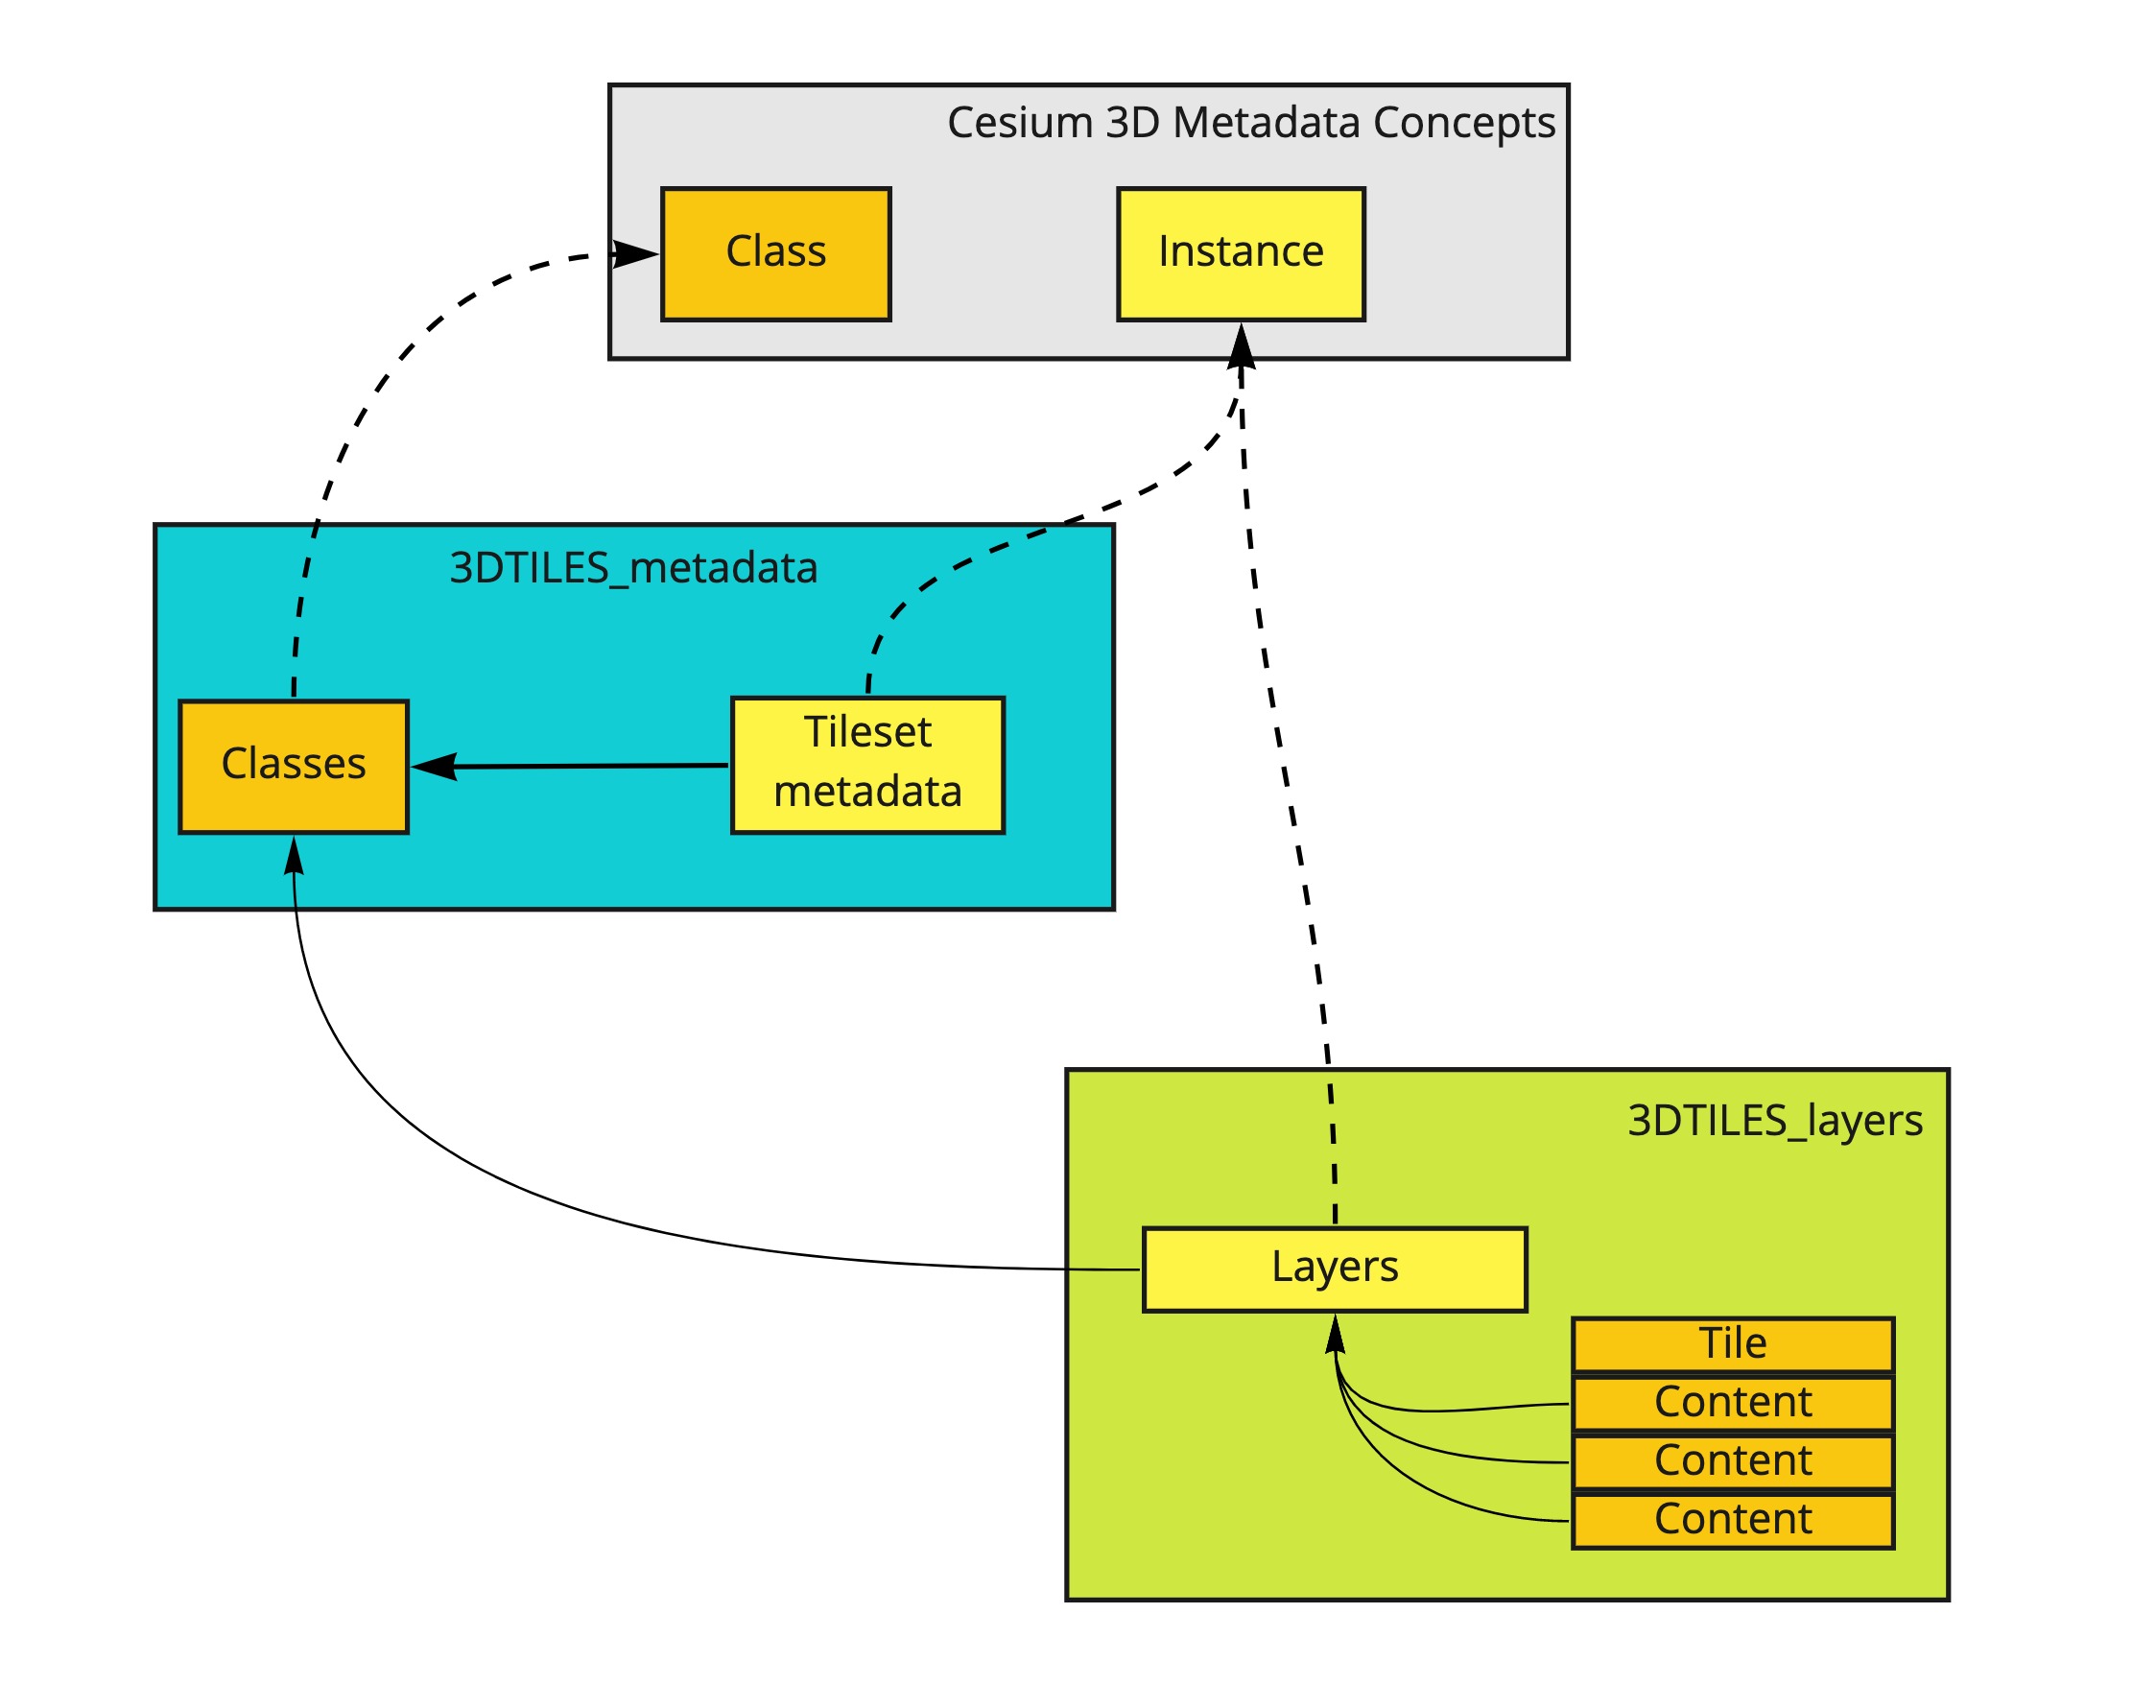 Cesium 3D Metadata Concepts
Class
Instance
3DTILES_metadata
Classes
Tileset
metadata
3DTILES_layers
Layers
Tile
Content
Content
Content